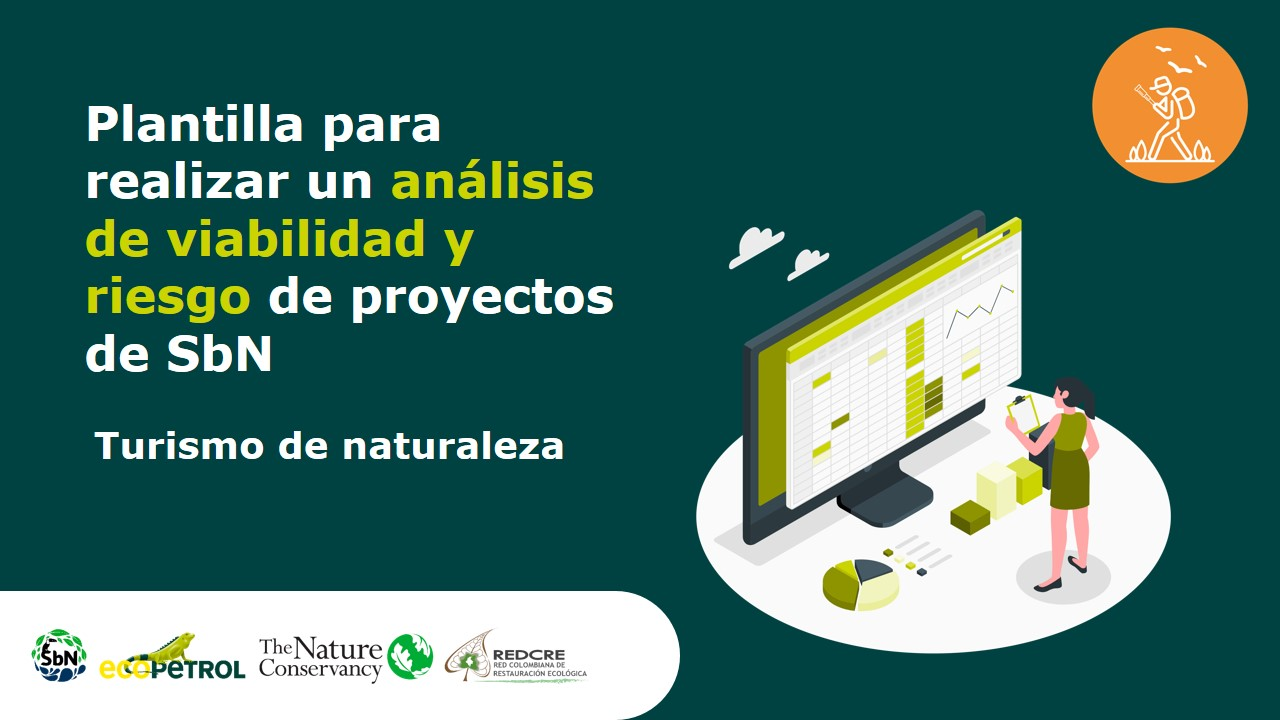 Plantilla para
realizar un análisis
de viabilidad y
riesgo de proyectos
de SbN
Turismo de naturaleza
SbN
ecoPETROL
The Nature
Conservancy
REDCRE
RED COLOMBIANA DE
RESTAURACIÓN ECOLÓGICA